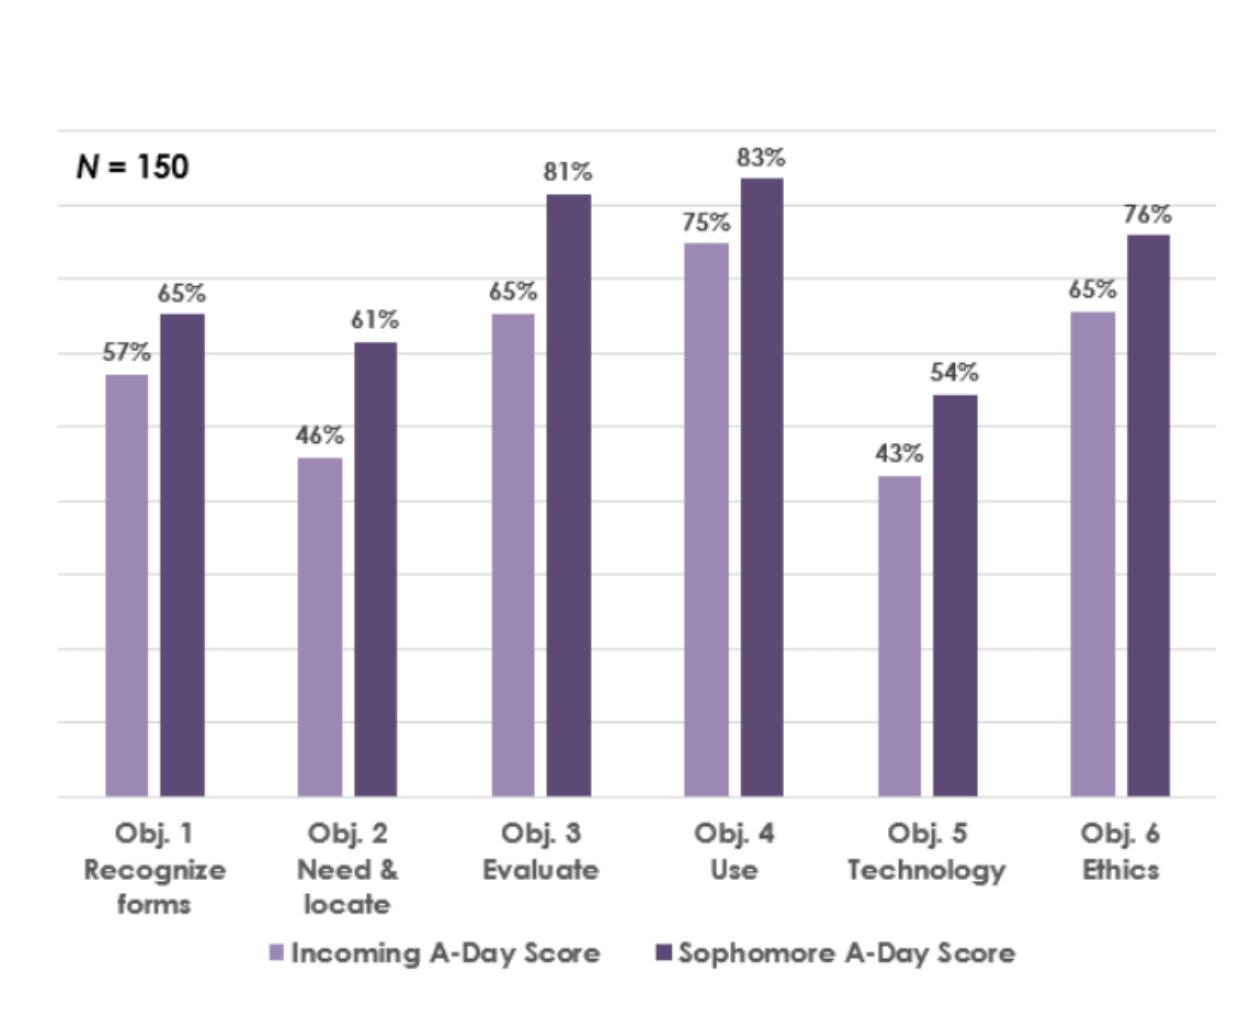 N = 150
57%
65%
46%
61%
65%
81%
75%
83%
43%
54%
65%
76%
Obj. 1
Recognize
forms
Obj. 2
Need &
locate
Obj. 3
Evaluate
Obj. 4
Use
Obj. 5
Technology
Obj. 6
Ethics
Incoming A-Day Score
Sophomore A-Day Score